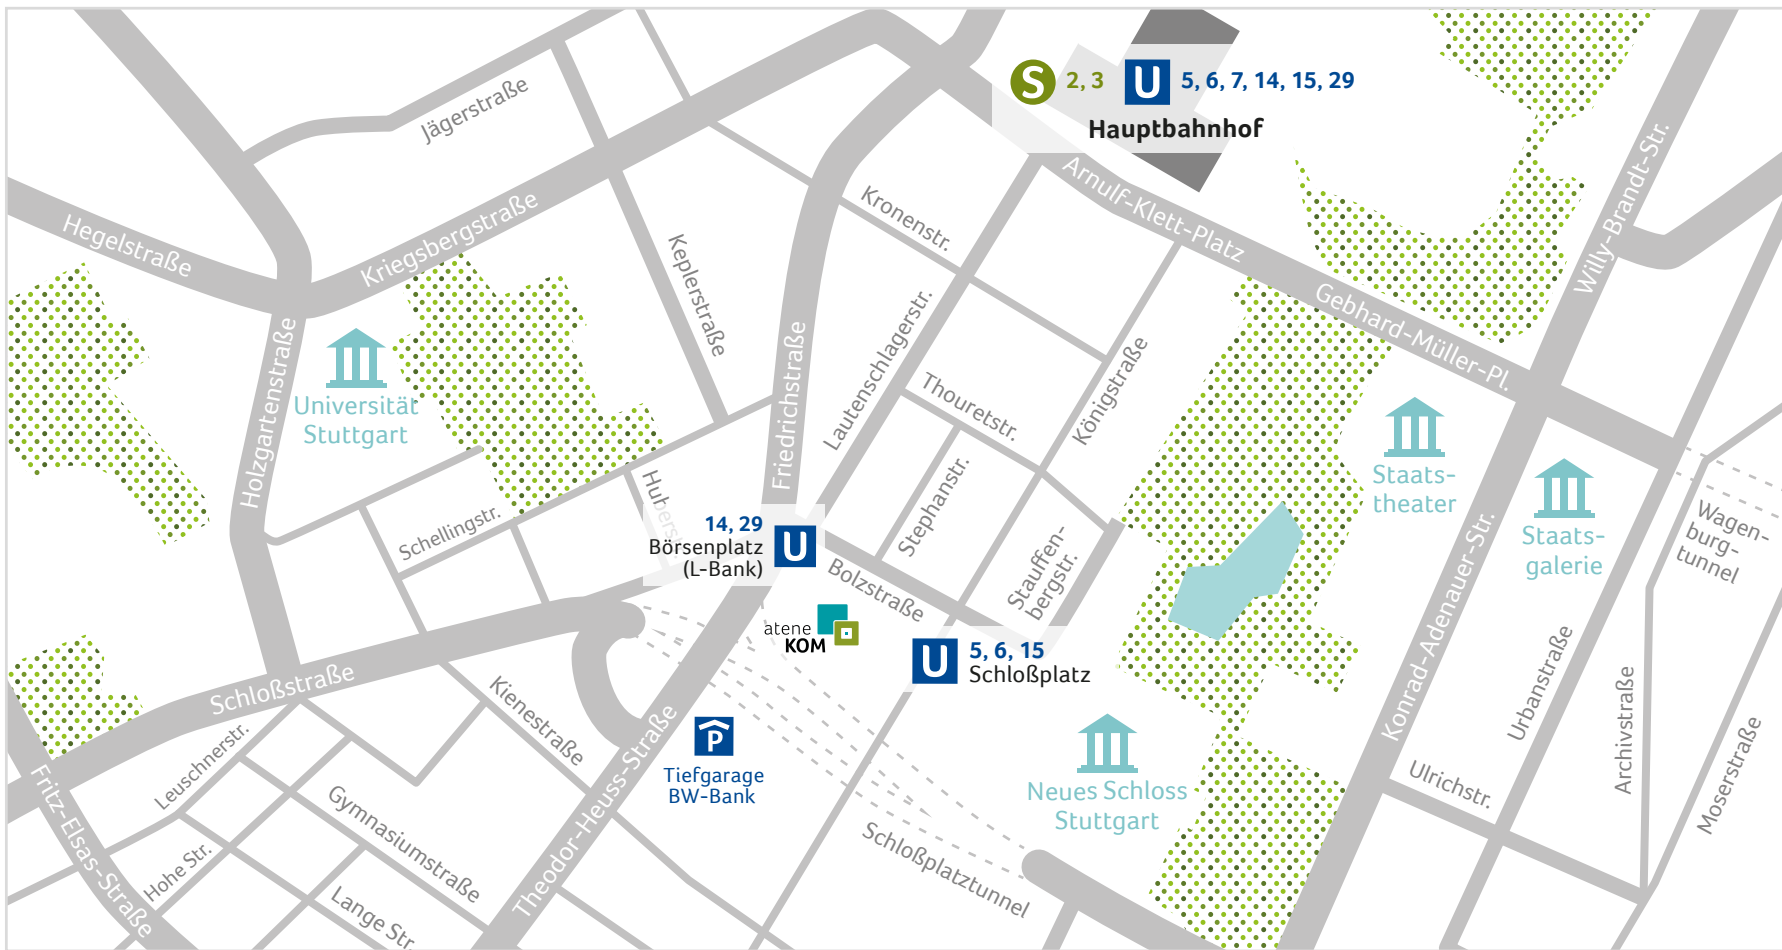 S 2, 3 U 5, 6, 7, 14, 15, 29
Hauptbahnhof
Jägerstraße
Hegelstraße
Kriegsbergstraße
Keplerstraße
Kronenstr.
Arnulf-Klett-Platz
Gebhard-Müller-Pl.
Willy-Brandt-Str.
Holzgartenstraße
Universität
Stuttgart
Friedrichstraße
Lautenschlagerstr.
Thouretstr.
Königstraße
Stephanstr.
Stauffen-
bergstr.
Staats-
theater
Staats-
galerie
Wagen-
burg-
tunnel
Schellingstr.
Huberstr.
14, 29
Börsenplatz
(L-Bank)
U
Bolzstraße
atene
KOM
U 5, 6, 15
Schloßplatz
Konrad-Adenauer-Str.
Urbanstraße
Archivstraße
Moserstraße
Ulrichstr.
Schloßstraße
Kienestraße
Leuschnerstr.
Fritz-Elsas-Straße
Hohe Str.
Gymnasiumstraße
Lange Str.
Theodor-Heuss-Straße
P
Tiefgarage
BW-Bank
Neues Schloss
Stuttgart
Schloßplatztunnel